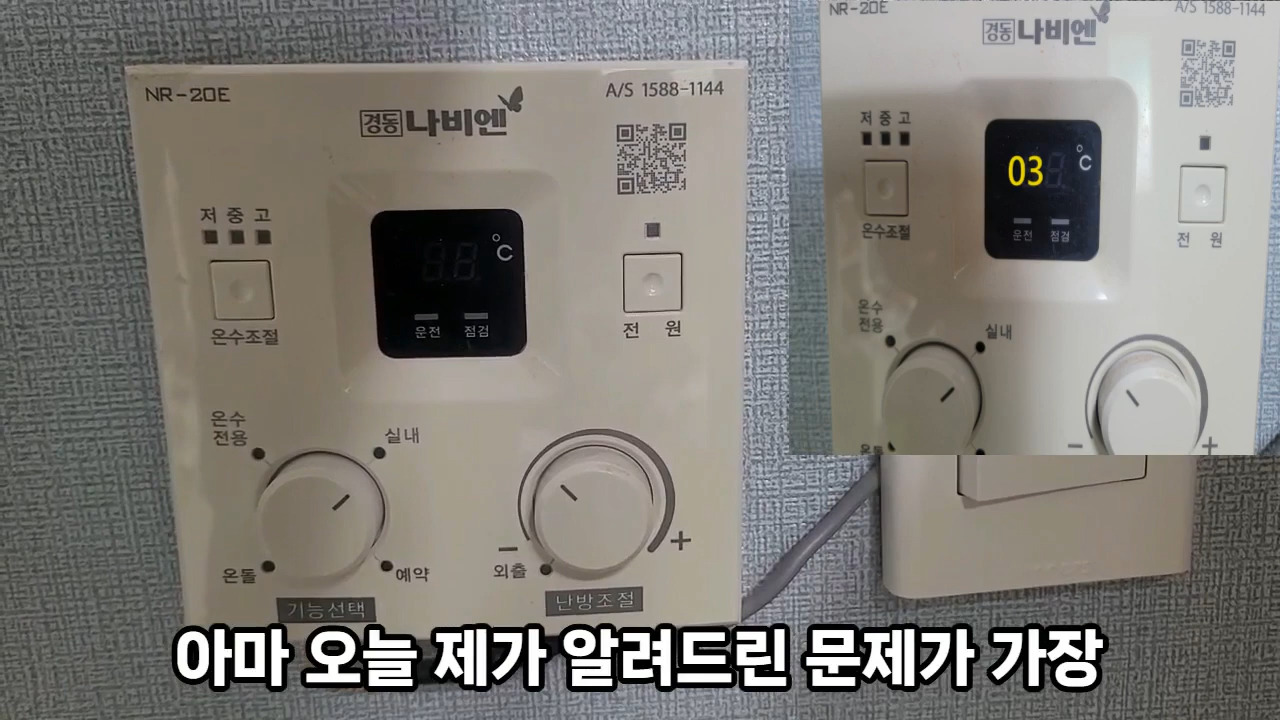 NR-20E
A/S 1588-1144
경동나비엔
저 중 고
온수조절
℃
운전 점검
전 원
온수
전용
실내
온돌
예약
기능선택
－ +
외출
난방조절
NR-20E
A/S 1588-1144
경동나비엔
저 중 고
온수조절
03
℃
운전 점검
전 원
온수
전용
실내
－ +
아마 오늘 제가 알려드린 문제가 가장